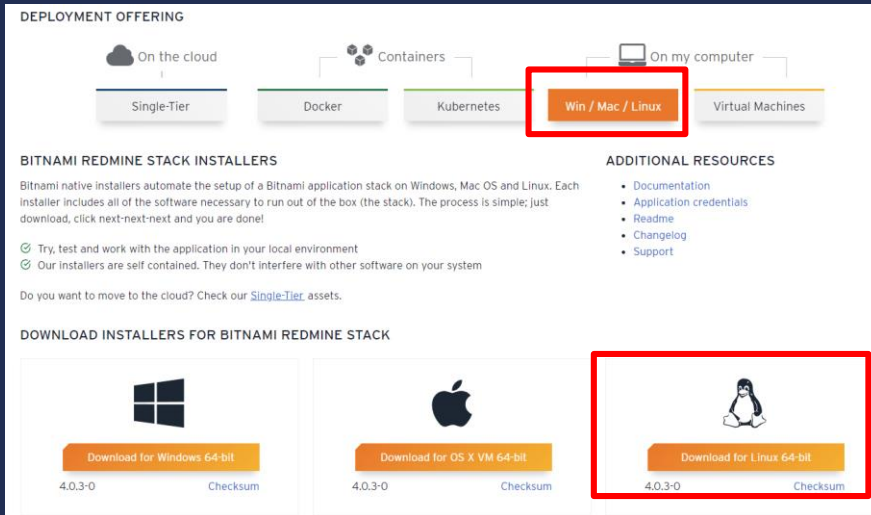 DEPLOYMENT OFFERING
On the cloud
Containers
On my computer
Single-Tier
Docker
Kubernetes
Win / Mac / Linux
Virtual Machines
BITNAMI REDMINE STACK INSTALLERS
Bitnami native installers automate the setup of a Bitnami application stack on Windows, Mac OS and Linux. Each
installer includes all of the software necessary to run out of the box (the stack). The process is simple; just
download, click next-next-next and you are done!
Try, test and work with the application in your local environment
Our installers are self contained. They don't interfere with other software on your system
Do you want to move to the cloud? Check our Single-Tier assets.
ADDITIONAL RESOURCES
Documentation
Application credentials
Readme
Changelog
Support
DOWNLOAD INSTALLERS FOR BITNAMI REDMINE STACK
Download for Windows 64-bit
4.0.3-0 Checksum
Download for OS X VM 64-bit
4.0.3-0 Checksum
Download for Linux 64-bit
4.0.3-0 Checksum